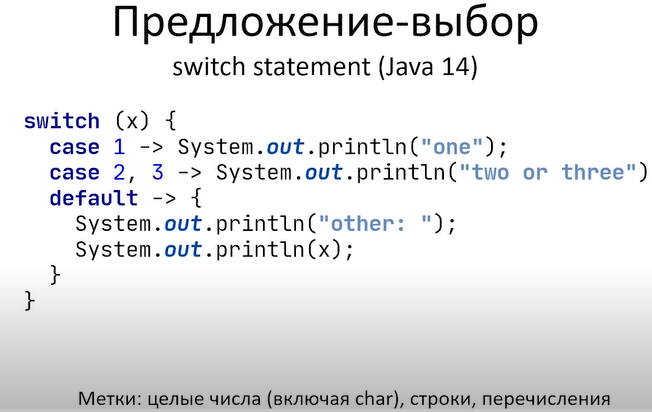 Предложение-выбор
switch statement (Java 14)
switch (x) {
  case 1 -> System.out.println("one");
  case 2, 3 -> System.out.println("two or three")
  default -> {
    System.out.println("other: ");
    System.out.println(x);
  }
}
Метки: целые числа (включая char), строки, перечисления